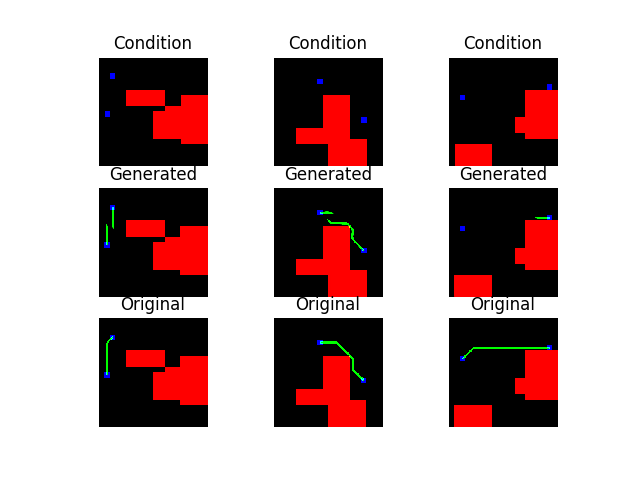 Condition Condition Condition
Generated Generated Generated
Original Original Original